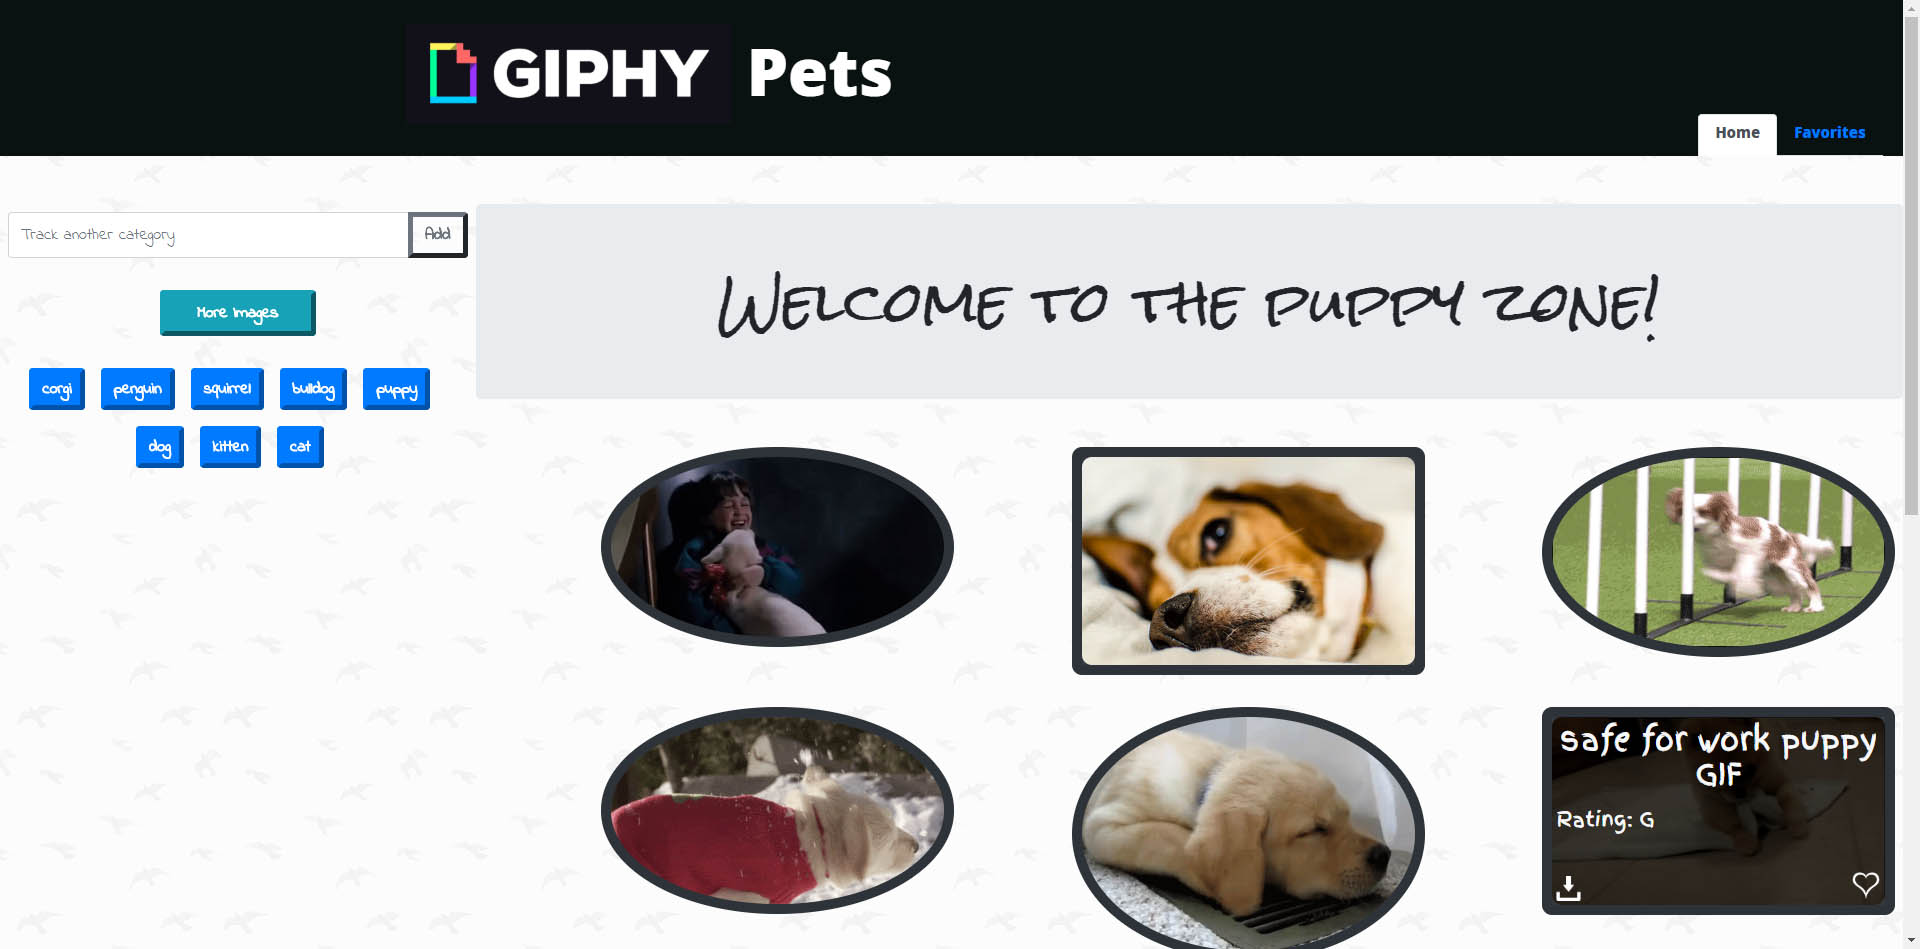 GIPHY Pets
Home Favorites
Track another category Add
More Images
corgi penguin squirrel bulldog puppy
dog kitten cat
Welcome to the puppy zone!
safe for work puppy
GIF
Rating: G